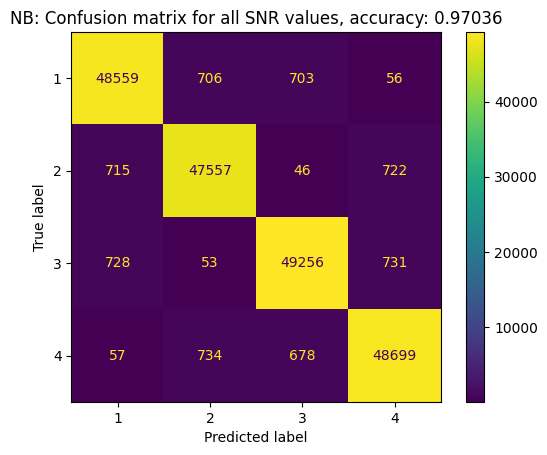 NB: Confusion matrix for all SNR values, accuracy: 0.97036
1 48559 706 703 56
2 715 47557 46 722
3 728 53 49256 731
4 57 734 678 48699
1 2 3 4
Predicted label
True label
40000
30000
20000
10000